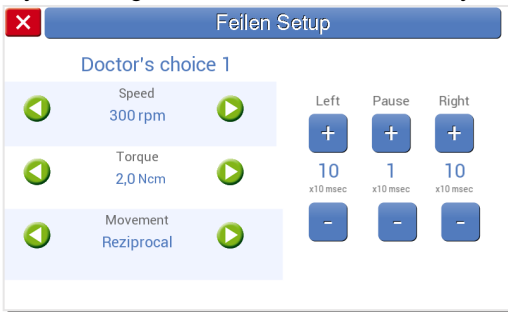 Feilen Setup
Doctor's choice 1
Speed
300 rpm
Torque
2,0 Ncm
Movement
Reziprocal
Left Pause Right
+ + +
10 1 10
x10 msec x10 msec x10 msec
- - -